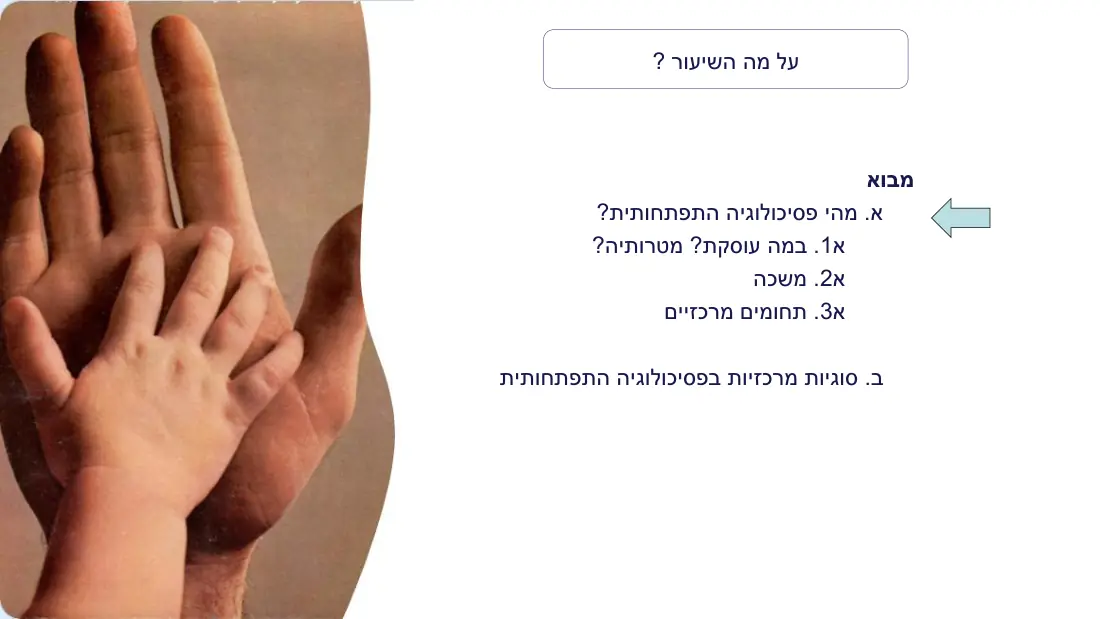 על מה השיעור ?
מבוא
א. מהי פסיכולוגיה התפתחותית?
א1. במה עוסקת? מטרותיה?
א2. משכה
א3. תחומים מרכזיים
ב. סוגיות מרכזיות בפסיכולוגיה התפתחותית